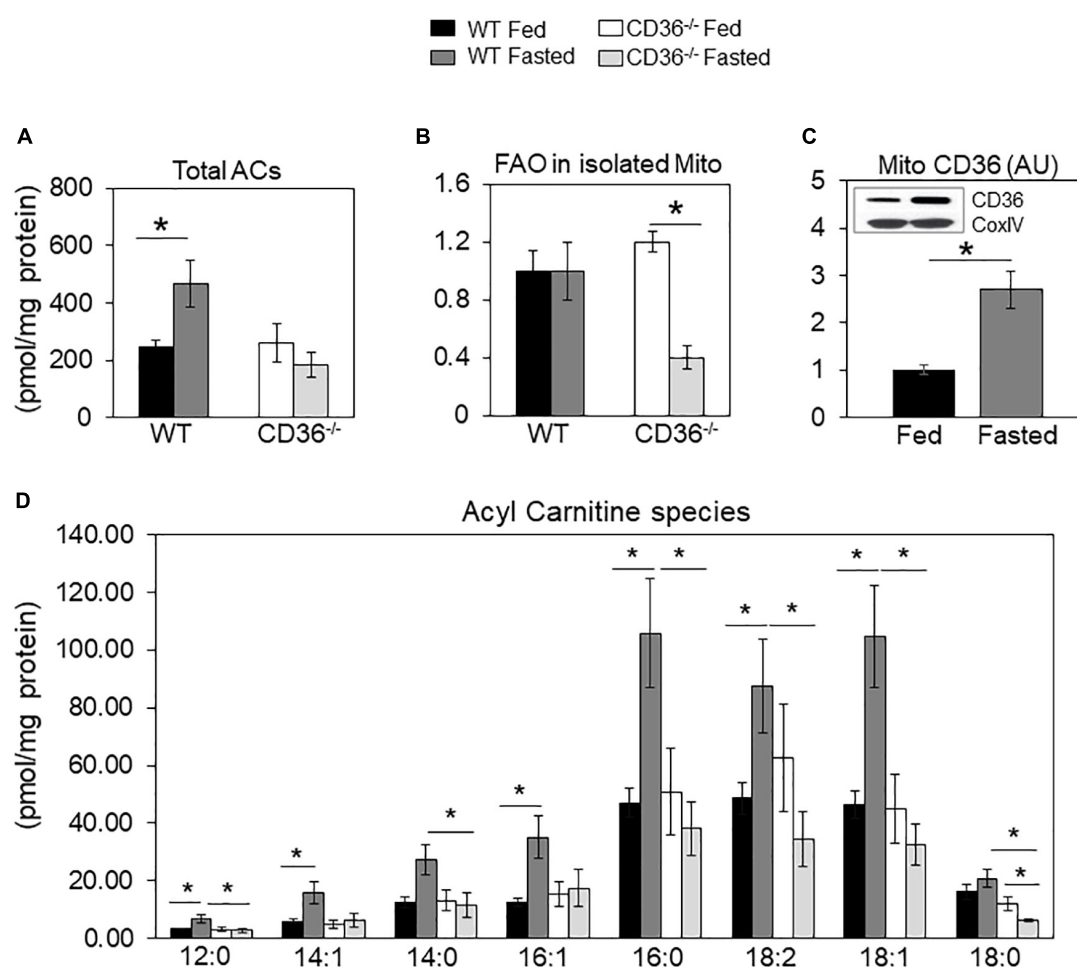 WT Fed
CD36-/- Fed
WT Fasted
CD36-/- Fasted
A
Total ACs
(pmol/mg protein)
800
600
400
200
0
*
WT
CD36-/-
B
FAO in isolated Mito
1.6
1.2
0.8
0.4
0
*
WT
CD36-/-
C
Mito CD36 (AU)
5
4
3
2
1
0
CD36
CoxIV
*
Fed
Fasted
D
Acyl Carnitine species
(pmol/mg protein)
140.00
120.00
100.00
80.00
60.00
40.00
20.00
0.00
* *
*
*
*
* *
* *
* *
*
*
12:0 14:1 14:0 16:1 16:0 18:2 18:1 18:0